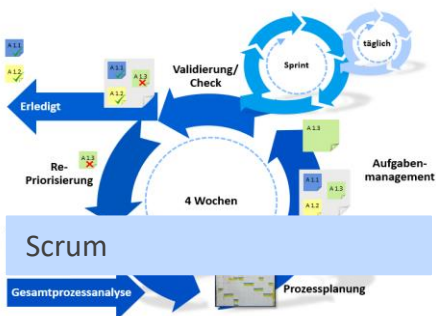 A 1.1
A 1.2
A 1.1
A 1.3
A 1.2
Validierung/
Check
Sprint
täglich
Erledigt
A 1.3
Re-
Priorisierung
A 1.3
Aufgaben-
management
A 1.1
A 1.3
A 1.2
4 Wochen
Scrum
Gesamtprozessanalyse
Prozessplanung